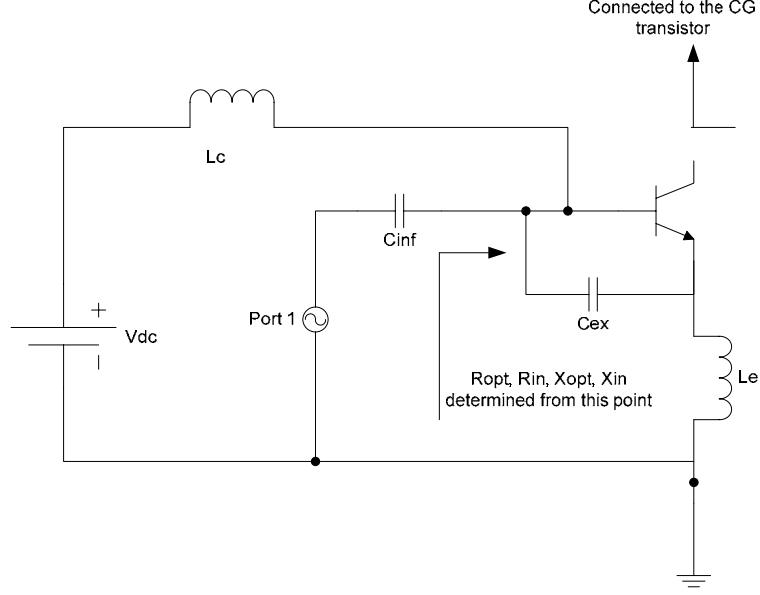 Connected to the CG
transistor
Lc
Cinf
+
Vdc
Port 1
Cex
Le
Ropt, Rin, Xopt, Xin
determined from this point